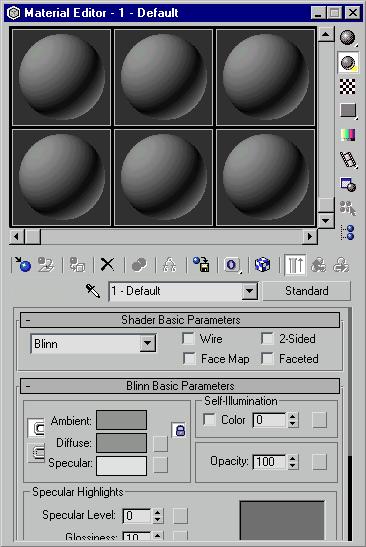 Material Editor - 1 - Default
1 - Default
Standard
Shader Basic Parameters
Blinn
Wire
2-Sided
Face Map
Faceted
Blinn Basic Parameters
Self-Illumination
Ambient:
Color 0
Diffuse:
Specular:
Opacity: 100
Specular Highlights
Specular Level: 0
Glossiness: 10